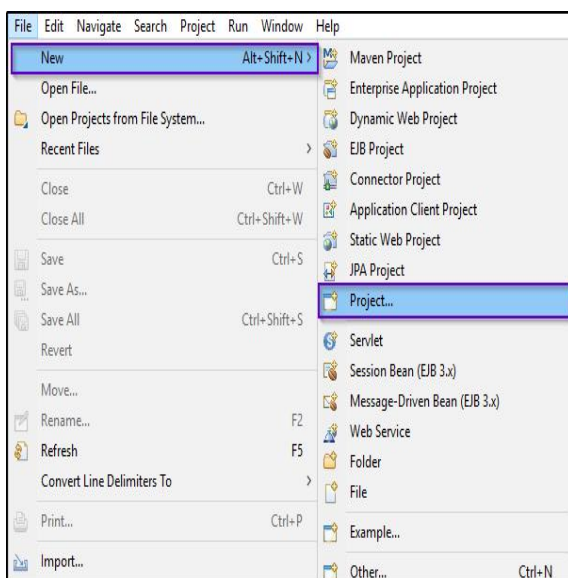 File Edit Navigate Search Project Run Window Help
New Alt+Shift+N >
Open File...
Open Projects from File System...
Recent Files >
Close Ctrl+W
Close All Ctrl+Shift+W
Save Ctrl+S
Save As...
Save All Ctrl+Shift+S
Revert
Move...
Rename... F2
Refresh F5
Convert Line Delimiters To >
Print... Ctrl+P
Import...
Maven Project
Enterprise Application Project
Dynamic Web Project
EJB Project
Connector Project
Application Client Project
Static Web Project
JPA Project
Project...
Servlet
Session Bean (EJB 3.x)
Message-Driven Bean (EJB 3.x)
Web Service
Folder
File
Example...
Other... Ctrl+N